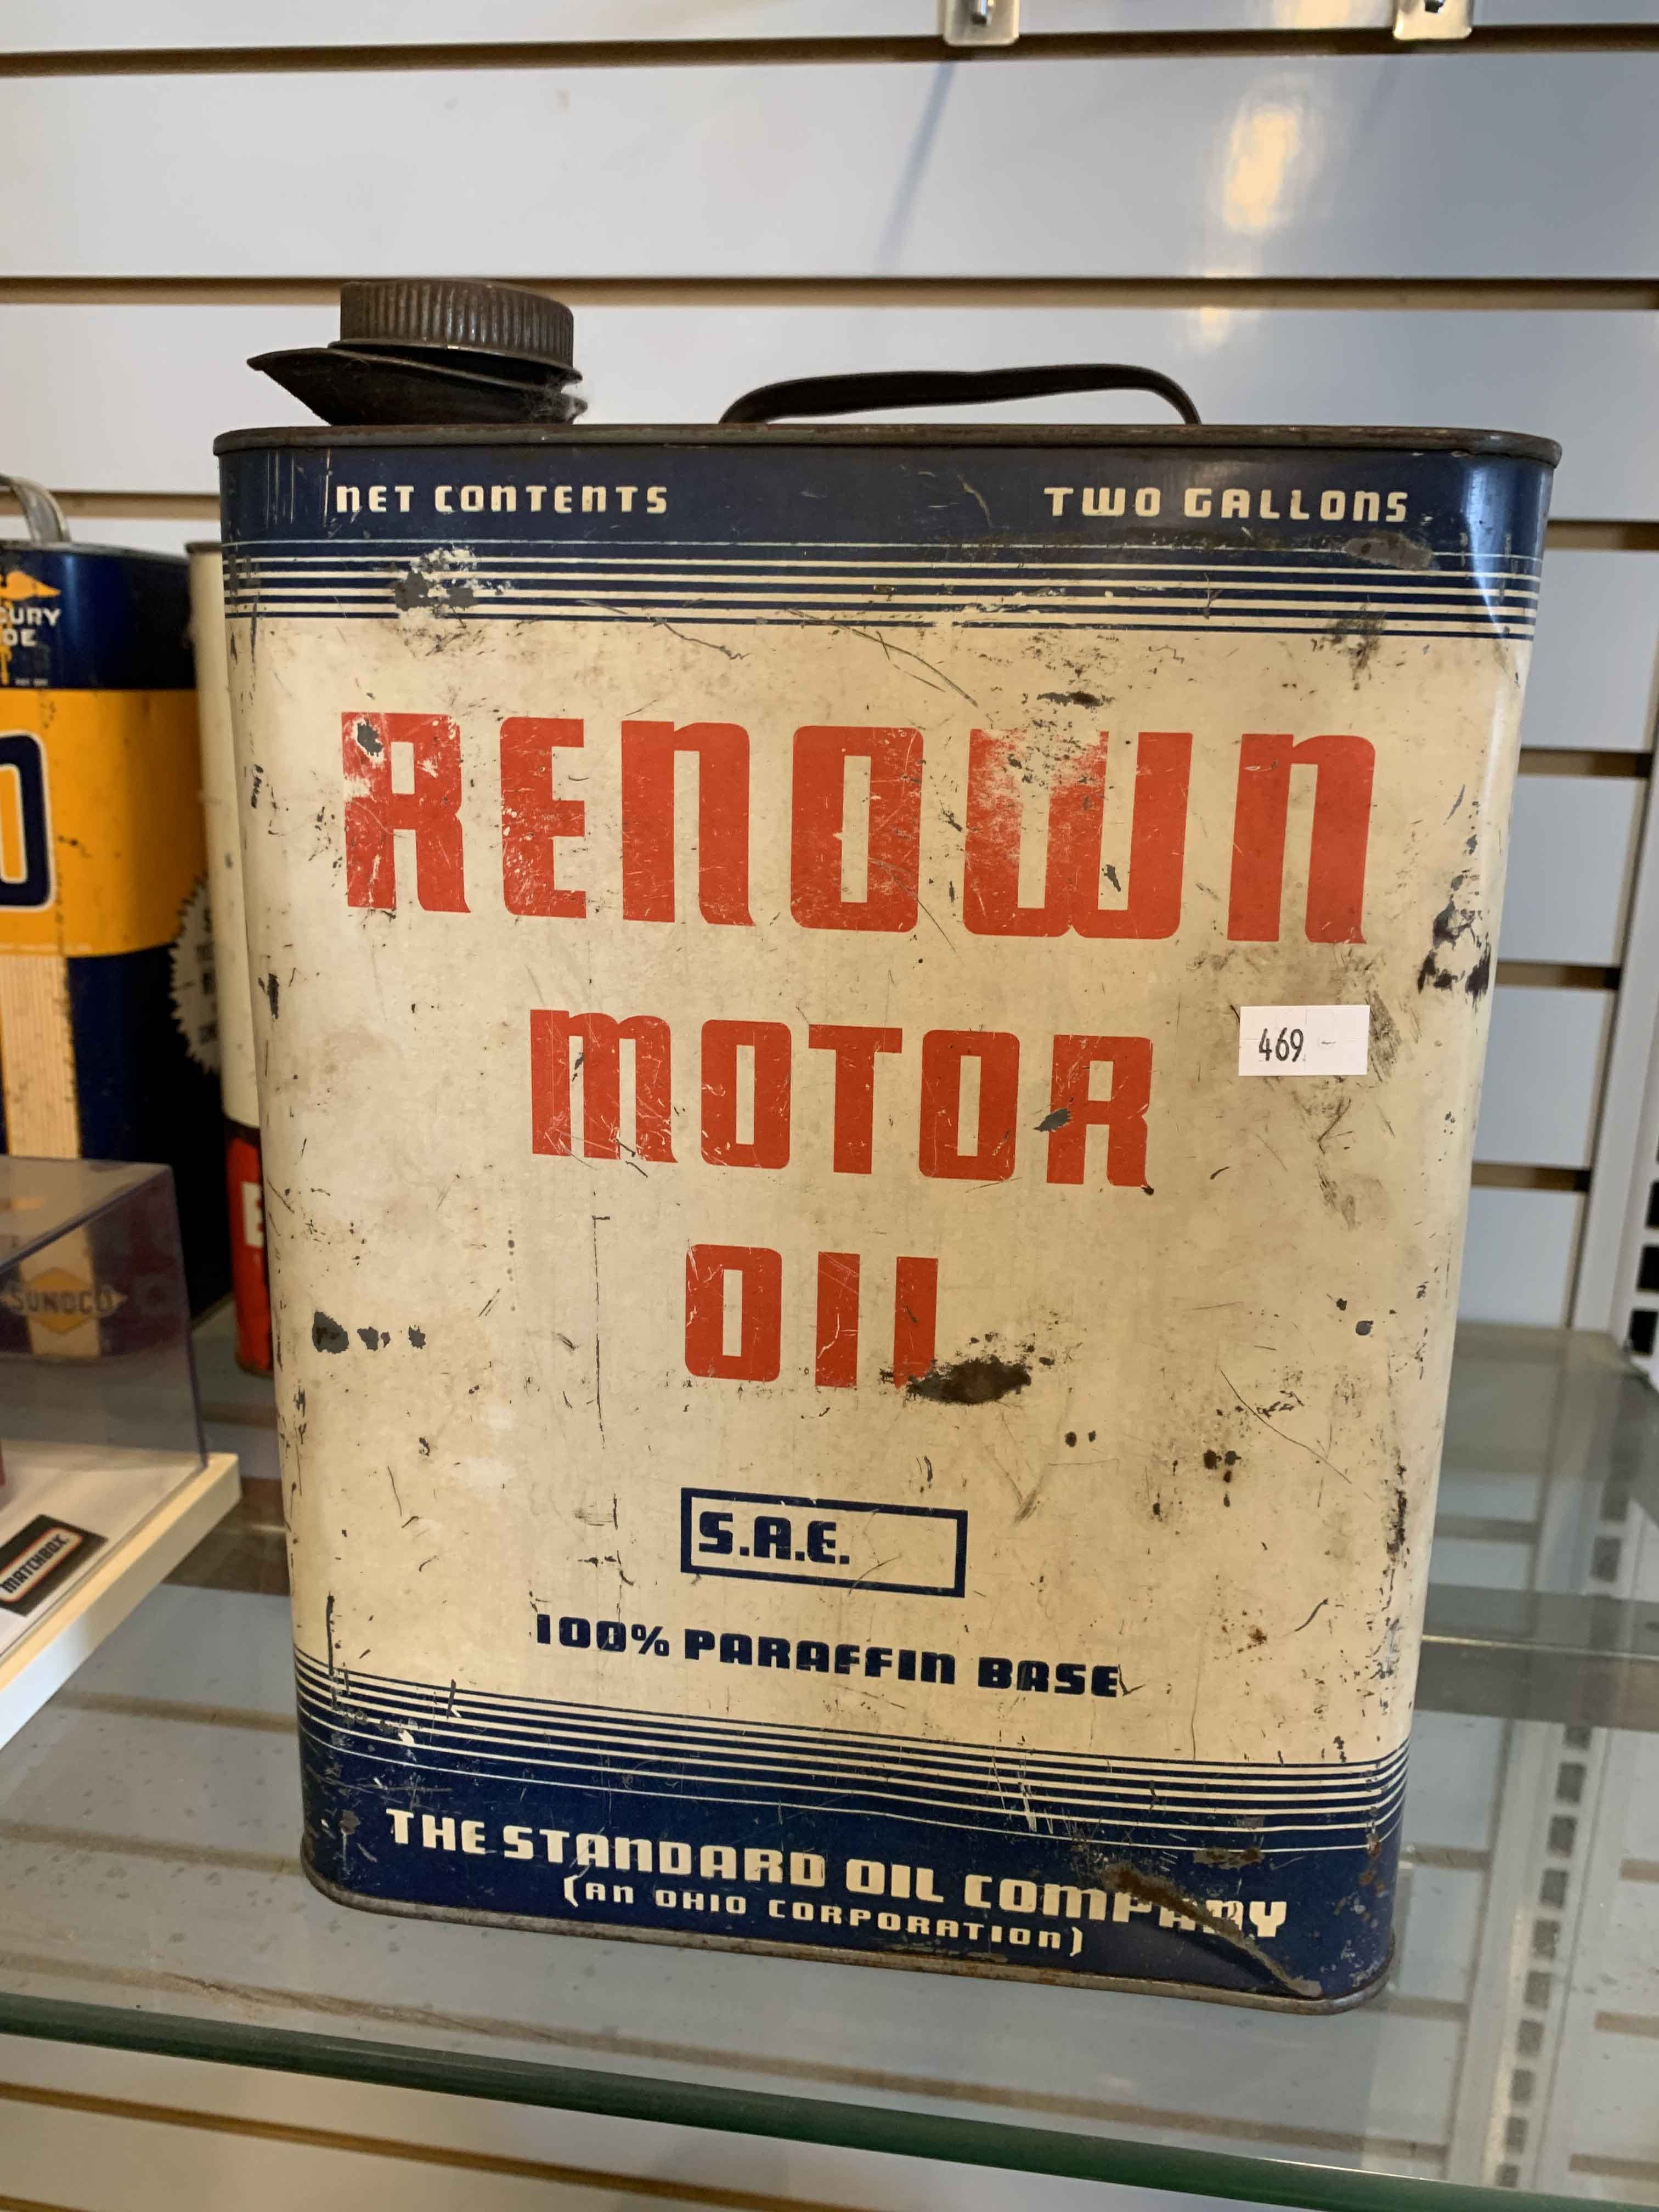 NET CONTENTS TWO GALLONS
RENOWN
MOTOR
OIL
469 -
S.A.E.
100% PARAFFIN BASE
THE STANDARD OIL COMPANY
(AN OHIO CORPORATION)
SUNOCO
MATCHBOX